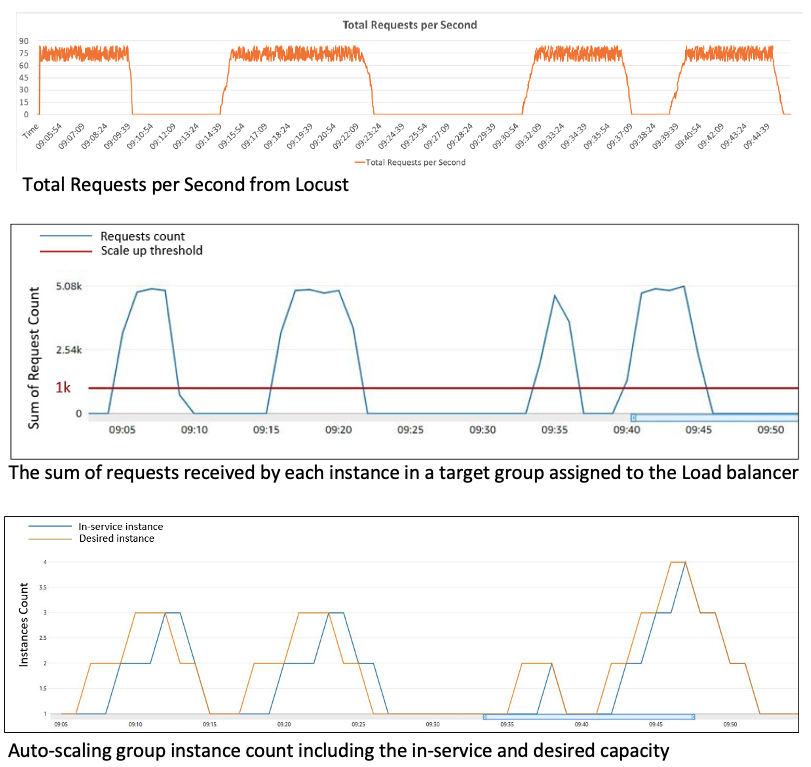 Total Requests per Second
90
75
60
45
30
15
0
Time
09:05:54
09:07:09
09:08:24
09:09:39
09:10:54
09:12:09
09:13:24
09:14:39
09:15:54
09:17:09
09:18:24
09:19:39
09:20:54
09:22:09
09:23:24
09:24:39
09:25:54
09:27:09
09:28:24
09:29:39
09:30:54
09:32:09
09:33:24
09:34:39
09:35:54
09:37:09
09:38:24
09:39:39
09:40:54
09:42:09
09:43:24
09:44:39
Total Requests per Second
Total Requests per Second from Locust
Requests count
Scale up threshold
Sum of Request Count
5.08k
2.54k
1k
0
09:05 09:10 09:15 09:20 09:25 09:30 09:35 09:40 09:45 09:50
The sum of requests received by each instance in a target group assigned to the Load balancer
In-service instance
Desired instance
Instances Count
4
3.5
3
2.5
2
1.5
1
09:05 09:10 09:15 09:20 09:25 09:30 09:35 09:40 09:45 09:50
Auto-scaling group instance count including the in-service and desired capacity